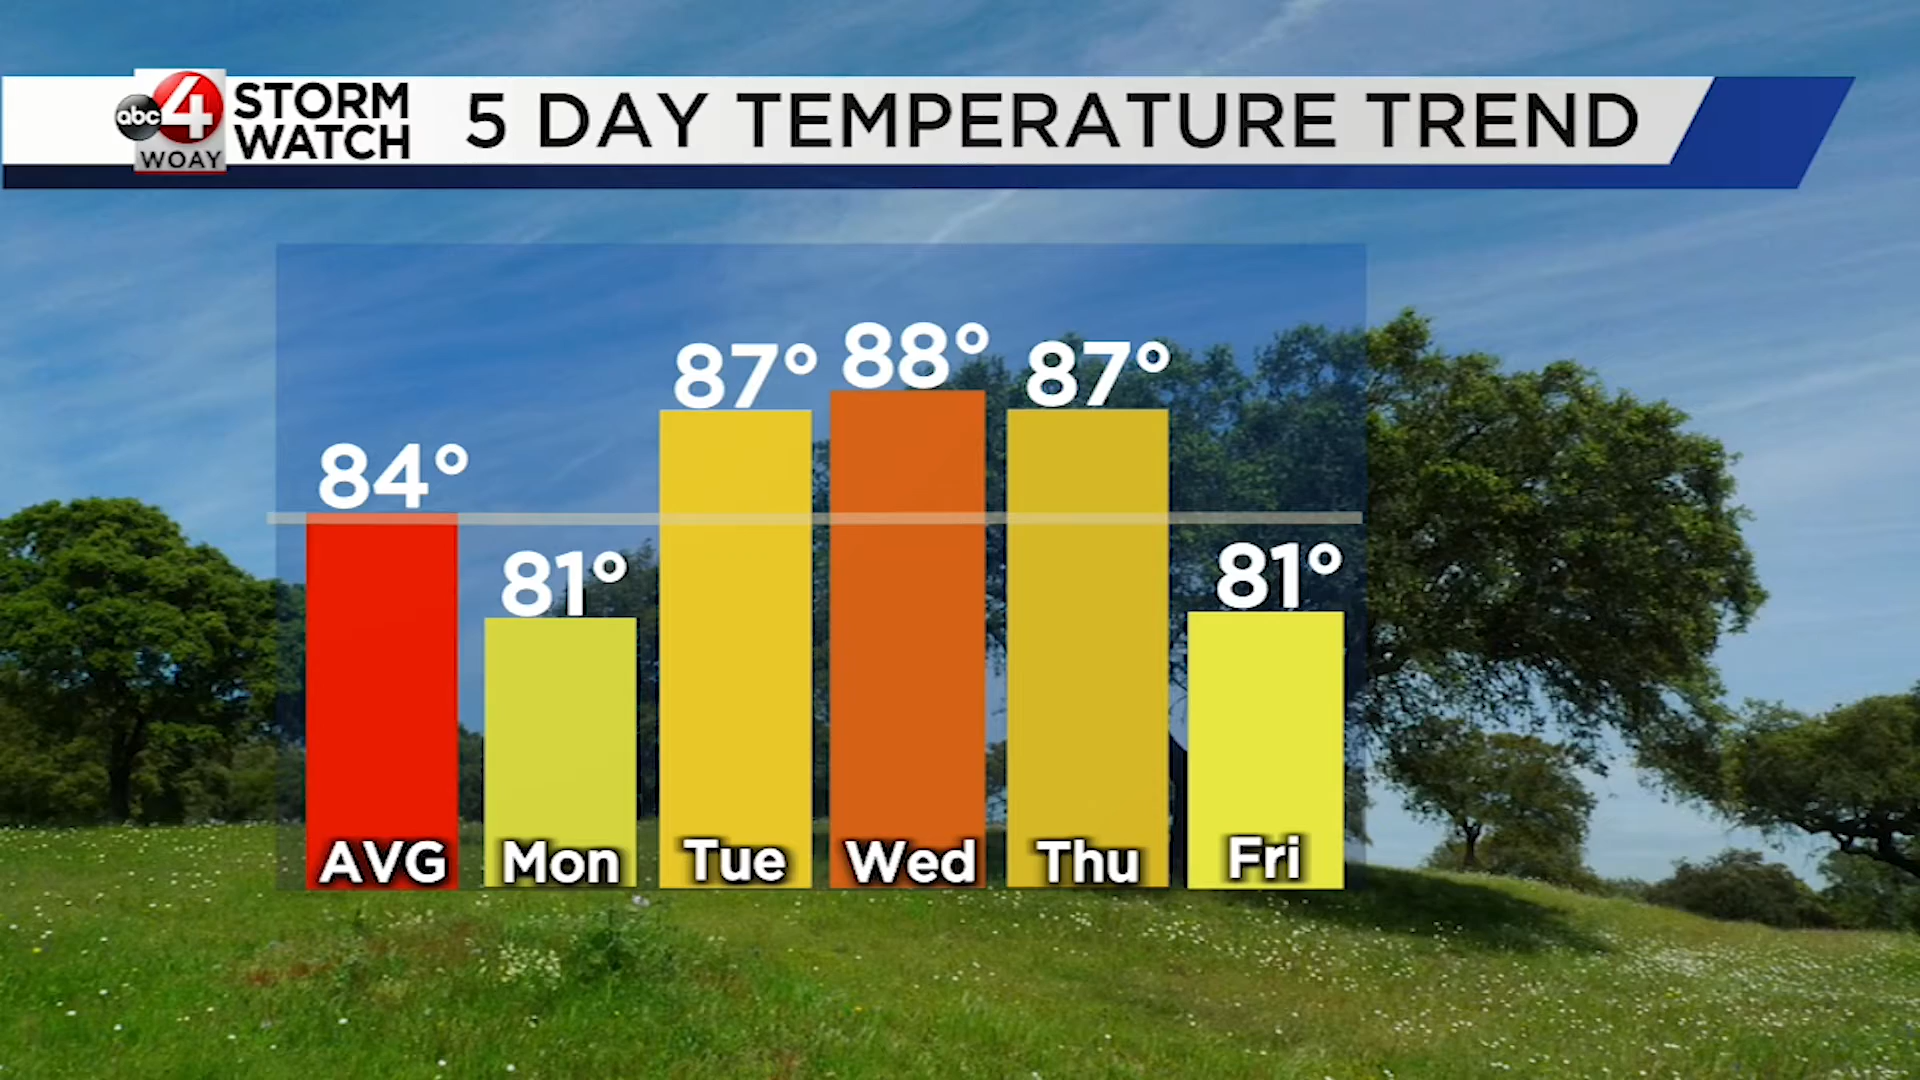 abc 4
WOAY
STORM
WATCH
5 DAY TEMPERATURE TREND
84°
81°
87°
88°
87°
81°
AVG
Mon
Tue
Wed
Thu
Fri